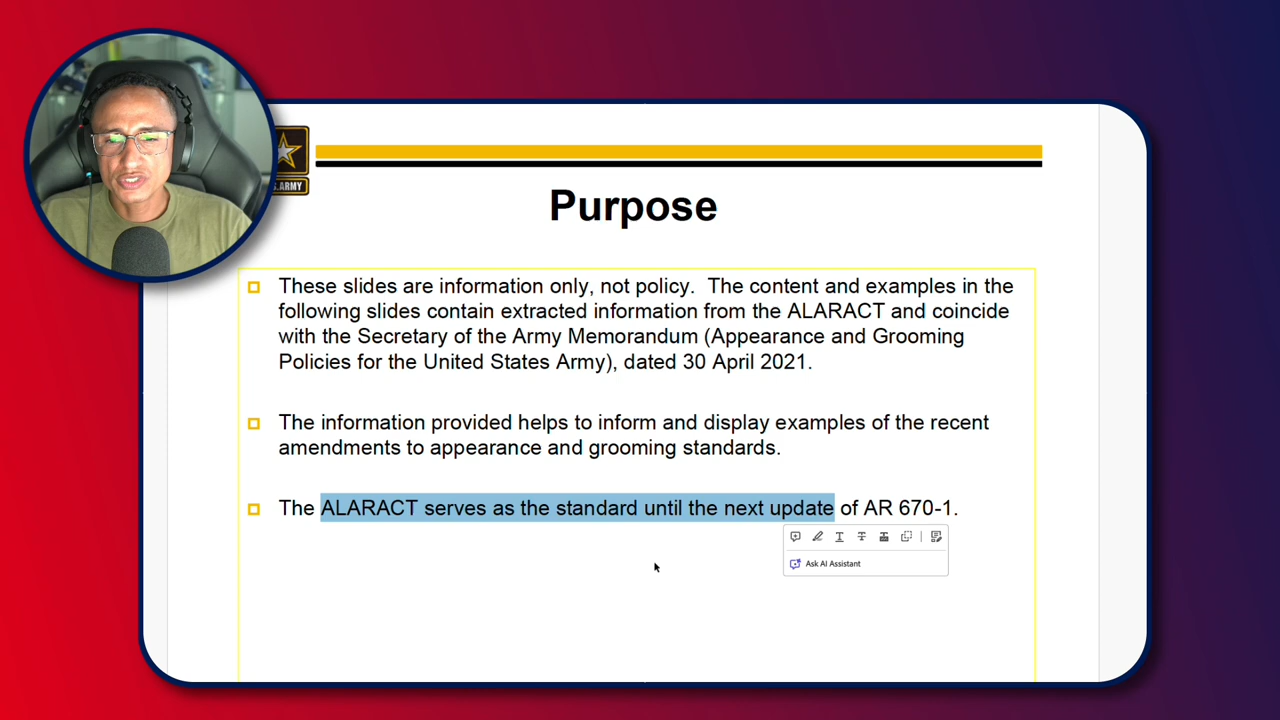 .ARMY
Purpose
These slides are information only, not policy.  The content and examples in the
following slides contain extracted information from the ALARACT and coincide
with the Secretary of the Army Memorandum (Appearance and Grooming
Policies for the United States Army), dated 30 April 2021.
The information provided helps to inform and display examples of the recent
amendments to appearance and grooming standards.
The ALARACT serves as the standard until the next update of AR 670-1.
Ask AI Assistant